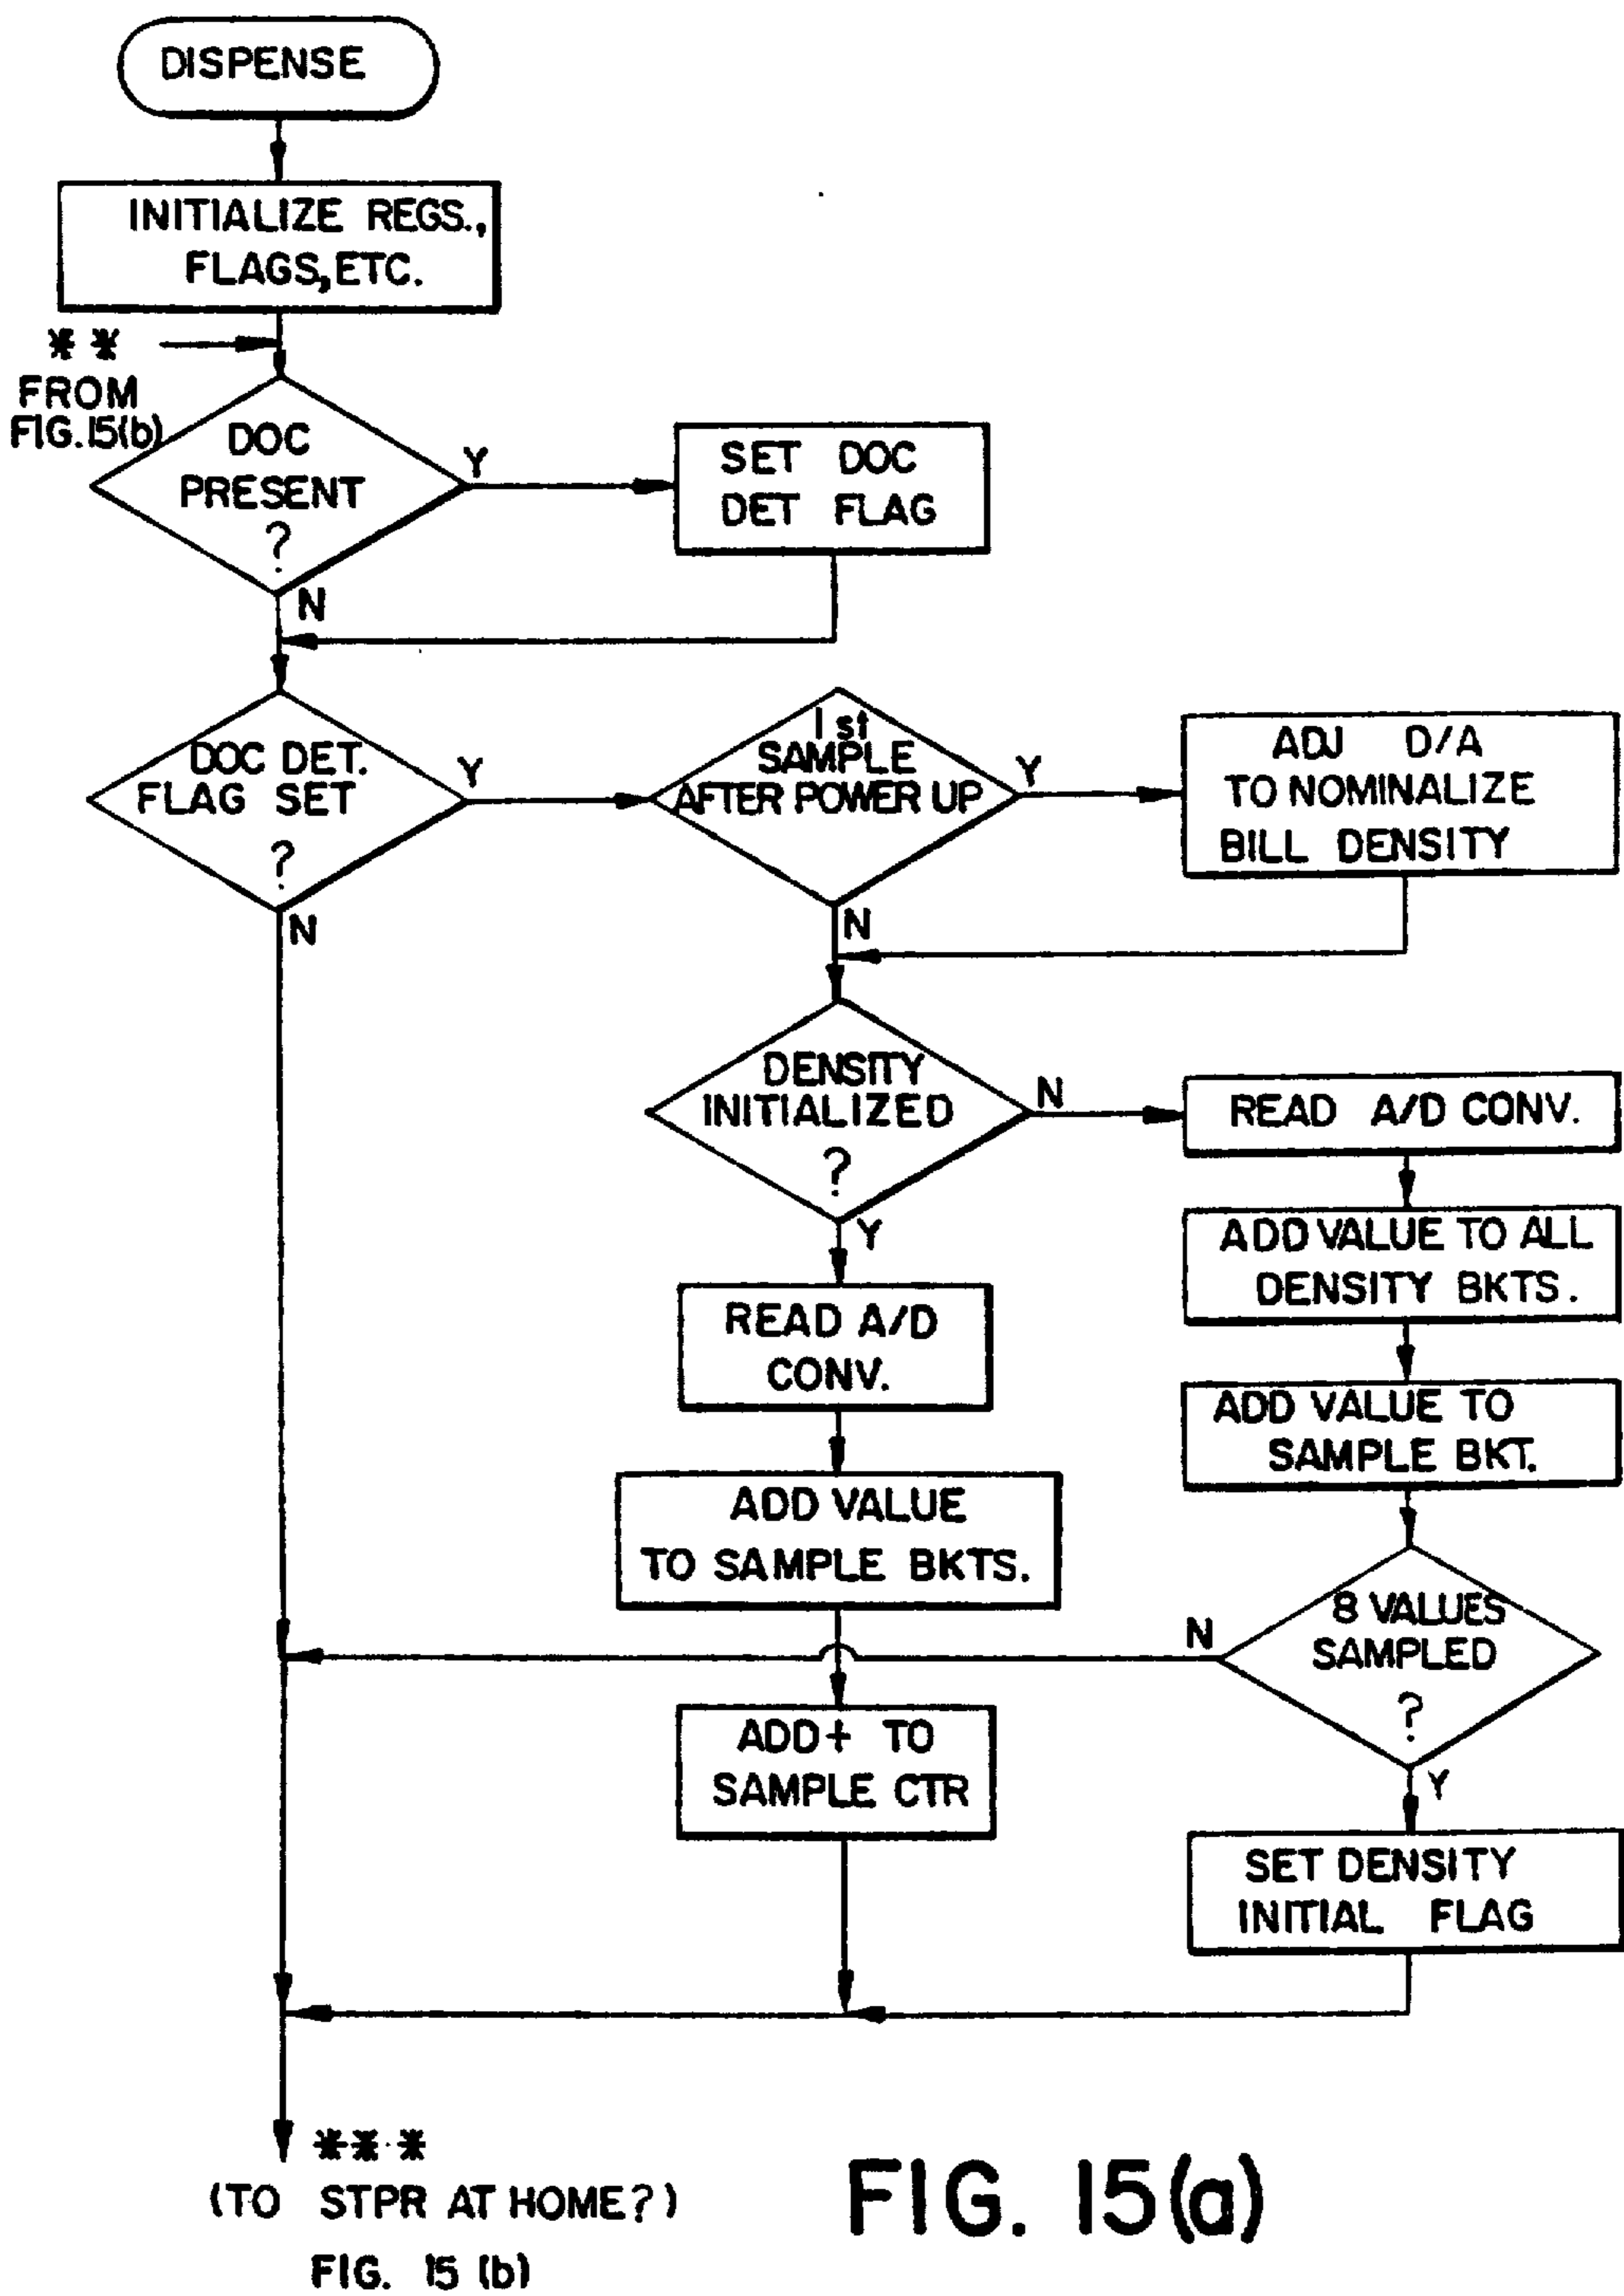 DISPENSE
INITIALIZE REGS.,
FLAGS, ETC.
**
FROM
FIG. 15(b)
DOC
PRESENT
?
Y
N
SET DOC
DET FLAG
DOC DET.
FLAG SET
?
Y
N
1st
SAMPLE
AFTER POWER UP
Y
N
ADJ D/A
TO NOMINALIZE
BILL DENSITY
DENSITY
INITIALIZED
?
N
Y
READ A/D CONV.
ADD VALUE TO ALL
DENSITY BKTS.
ADD VALUE TO
SAMPLE BKT.
READ A/D
CONV.
ADD VALUE
TO SAMPLE BKTS.
8 VALUES
SAMPLED
?
N
Y
ADD + TO
SAMPLE CTR
SET DENSITY
INITIAL FLAG
***
(TO STPR AT HOME?)
FIG. 15 (b)
FIG. 15(a)